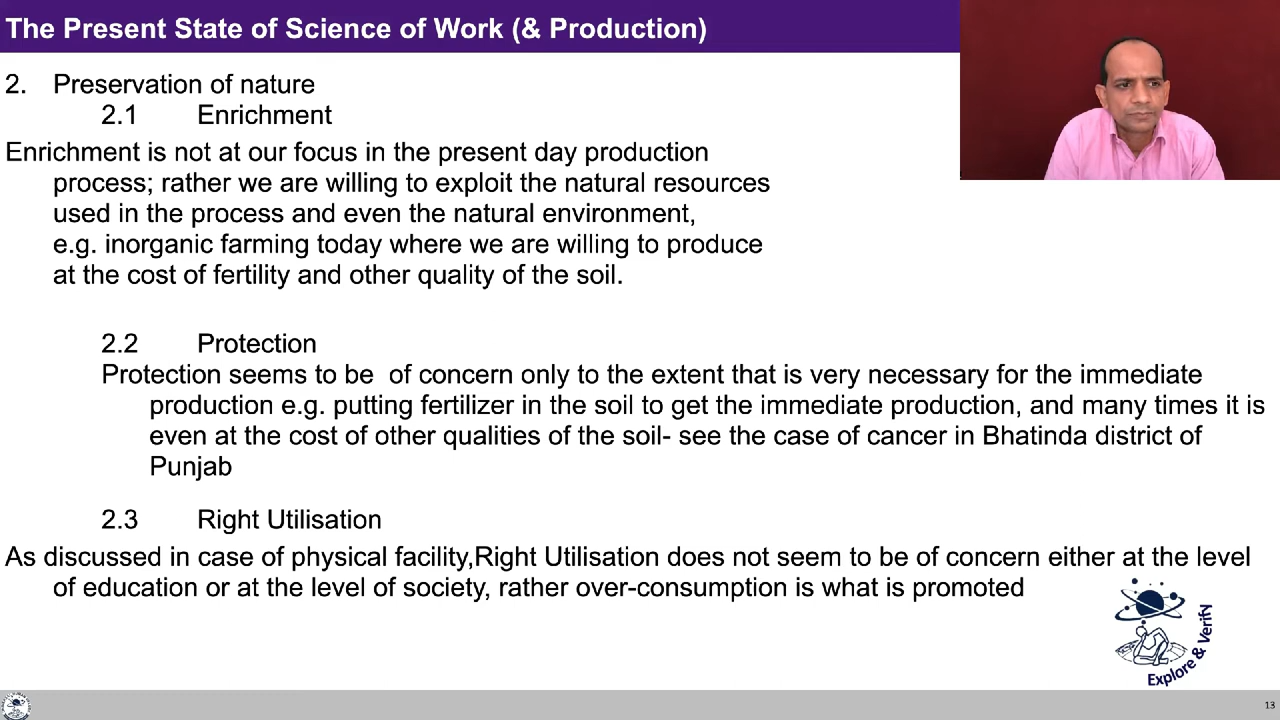 The Present State of Science of Work (& Production)
2. Preservation of nature
2.1 Enrichment
Enrichment is not at our focus in the present day production
process; rather we are willing to exploit the natural resources
used in the process and even the natural environment,
e.g. inorganic farming today where we are willing to produce
at the cost of fertility and other quality of the soil.
2.2 Protection
Protection seems to be  of concern only to the extent that is very necessary for the immediate
production e.g. putting fertilizer in the soil to get the immediate production, and many times it is
even at the cost of other qualities of the soil- see the case of cancer in Bhatinda district of
Punjab
2.3 Right Utilisation
As discussed in case of physical facility,Right Utilisation does not seem to be of concern either at the level
of education or at the level of society, rather over-consumption is what is promoted
Explore & Verify
13